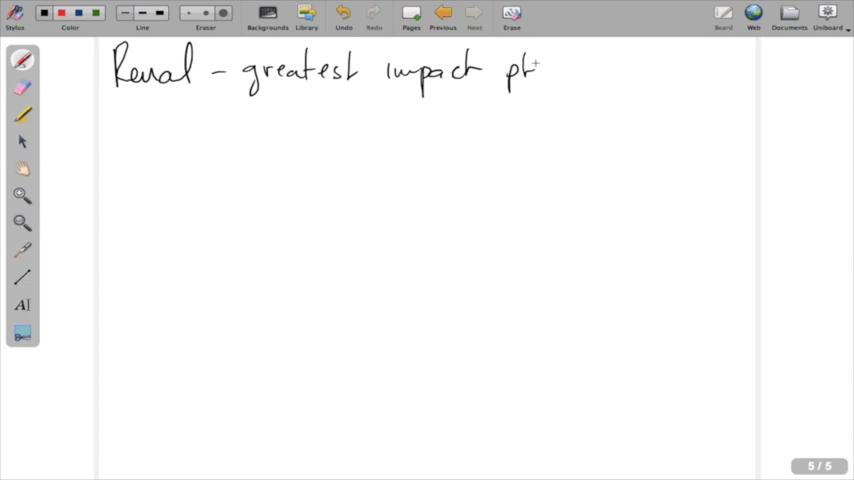 Stylus Color Line Eraser Backgrounds Library Undo Redo Pages Previous Next Erase Board Web Documents Uniboard
Renal - greatest impact pt
AI
5 / 5